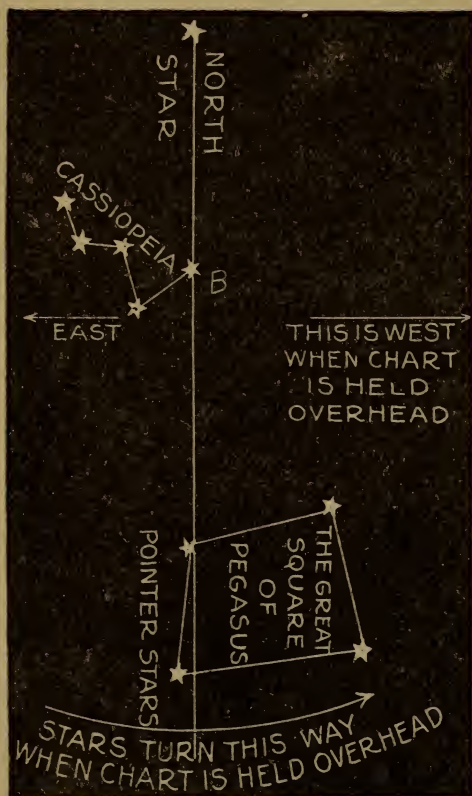 NORTH
STAR
CASSIOPEIA
B
EAST
THIS IS WEST
WHEN CHART
IS HELD
OVERHEAD
POINTER STARS
THE GREAT
SQUARE
OF
PEGASUS
STARS TURN THIS WAY
WHEN CHART IS HELD OVERHEAD